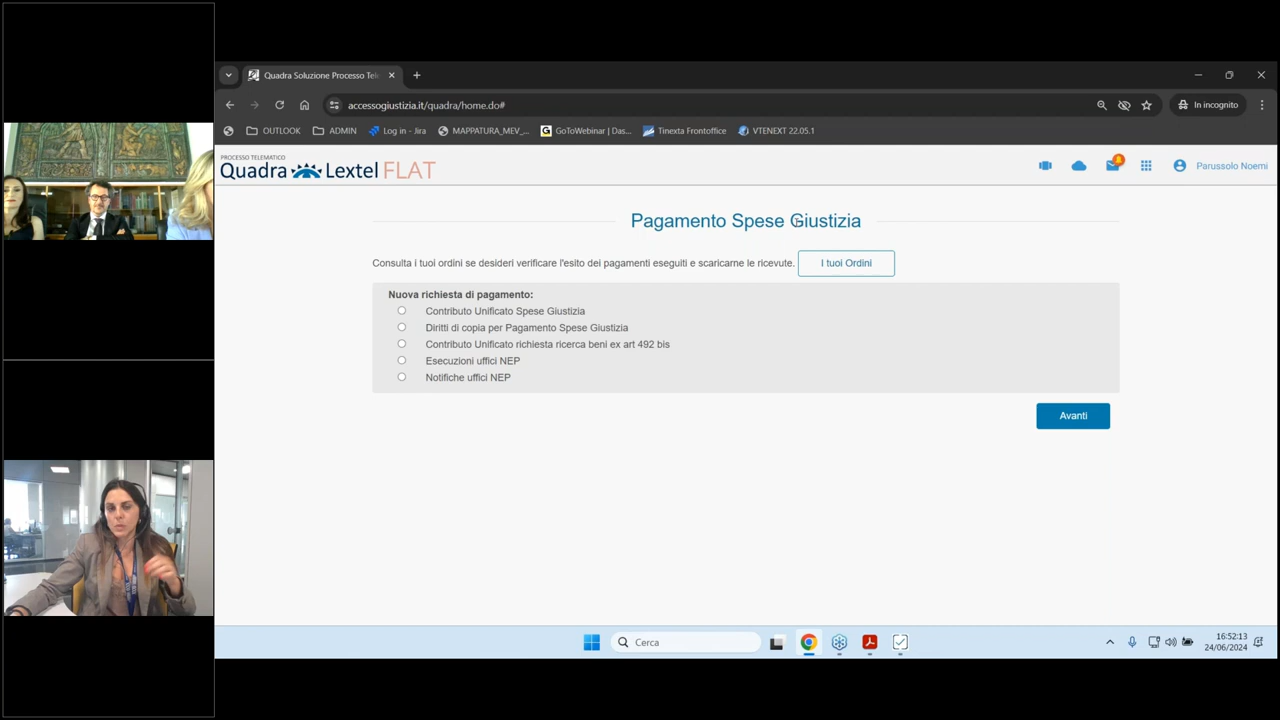 Quadra Soluzione Processo Tel
accessogiustizia.it/quadra/home.do#
In incognito
OUTLOOK
ADMIN
Log in - Jira
MAPPATURA_MEV_...
GoToWebinar | Das...
Tinexta Frontoffice
VTENEXT 22.05.1
PROCESSO TELEMATICO
Quadra Lextel FLAT
Parussolo Noemi
Pagamento Spese Giustizia
Consulta i tuoi ordini se desideri verificare l'esito dei pagamenti eseguiti e scaricarne le ricevute.
I tuoi Ordini
Nuova richiesta di pagamento:
Contributo Unificato Spese Giustizia
Diritti di copia per Pagamento Spese Giustizia
Contributo Unificato richiesta ricerca beni ex art 492 bis
Esecuzioni uffici NEP
Notifiche uffici NEP
Avanti
Cerca
16:52:13
24/06/2024